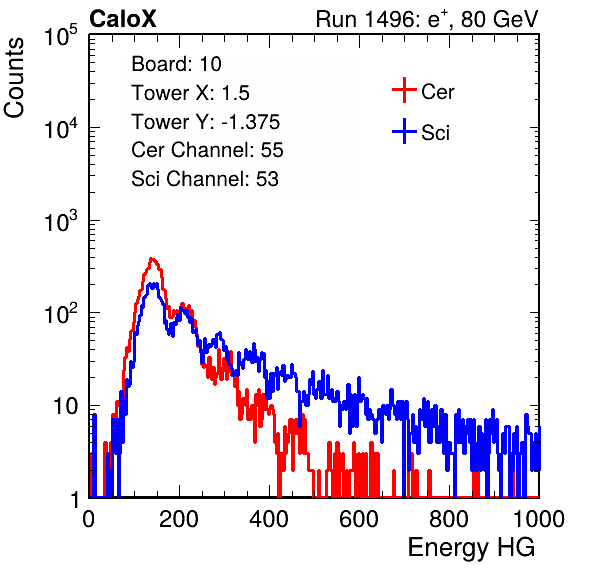 CaloX Run 1496: e⁺, 80 GeV
Counts
10⁵
10⁴
10³
10²
10
1
Board: 10
Tower X: 1.5
Tower Y: -1.375
Cer Channel: 55
Sci Channel: 53
Cer
Sci
0 200 400 600 800 1000
Energy HG